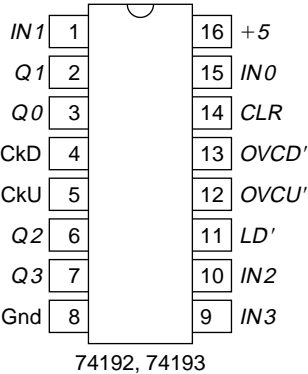 IN1 1 16 +5
Q1 2 15 IN0
Q0 3 14 CLR
CkD 4 13 OVCD'
CkU 5 12 OVCU'
Q2 6 11 LD'
Q3 7 10 IN2
Gnd 8 9 IN3
74192, 74193